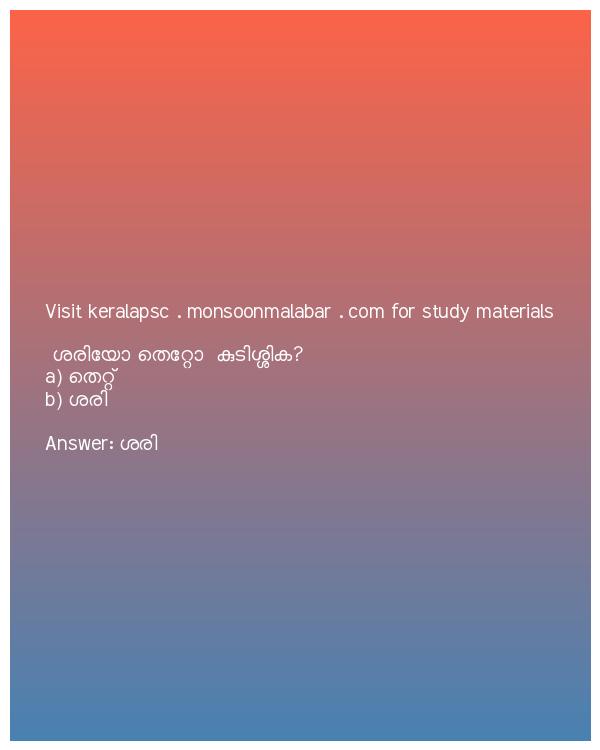 Visit keralapsc . monsoonmalabar . com for study materials
ശരിയോ തെറ്റോ കുടിശ്ശിക?
a) തെറ്റ്
b) ശരി
Answer: ശരി